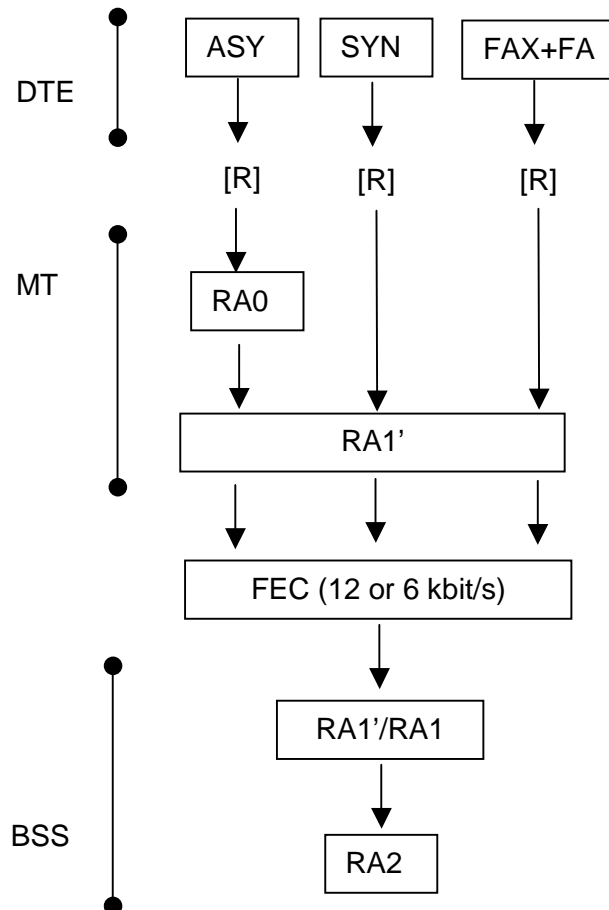 ASY
SYN
FAX+FA
DTE
[R]
[R]
[R]
MT
RA0
RA1’
FEC (12 or 6 kbit/s)
RA1’/RA1
BSS
RA2